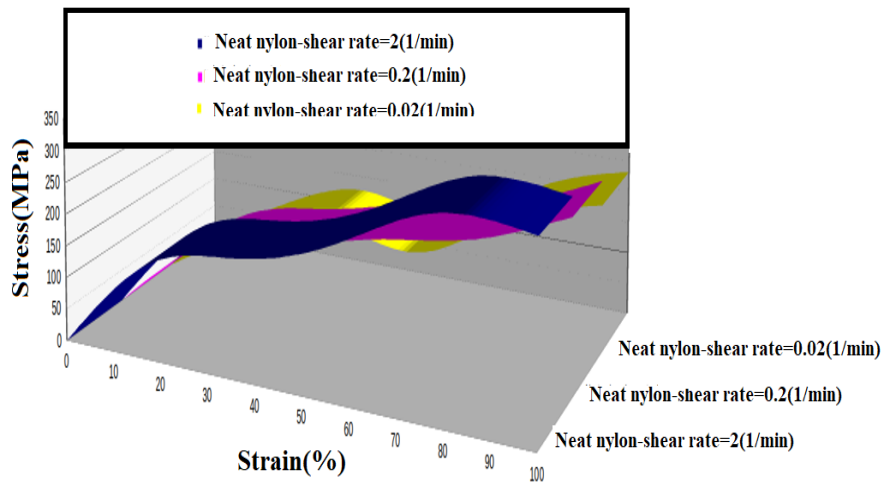 Neat nylon-shear rate=2(1/min)
Neat nylon-shear rate=0.2(1/min)
Neat nylon-shear rate=0.02(1/min)
350
300
250
200
150
100
50
0
Stress(MPa)
0
10
20
30
40
50
60
70
80
90
100
Strain(%)
Neat nylon-shear rate=0.02(1/min)
Neat nylon-shear rate=0.2(1/min)
Neat nylon-shear rate=2(1/min)